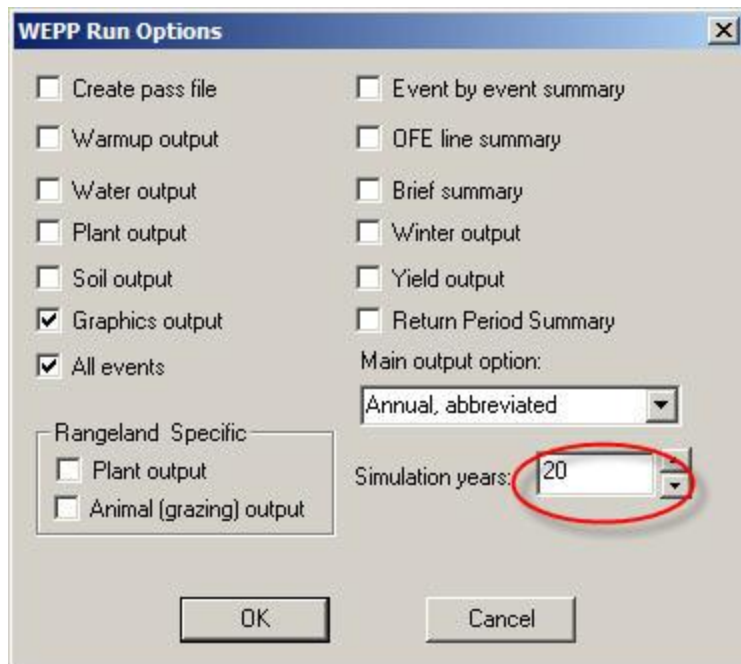 WEPP Run Options
Create pass file
Warmup output
Water output
Plant output
Soil output
Graphics output
All events
Event by event summary
OFE line summary
Brief summary
Winter output
Yield output
Return Period Summary
Main output option:
Annual, abbreviated
Rangeland Specific
Plant output
Animal (grazing) output
Simulation years:
20
OK
Cancel